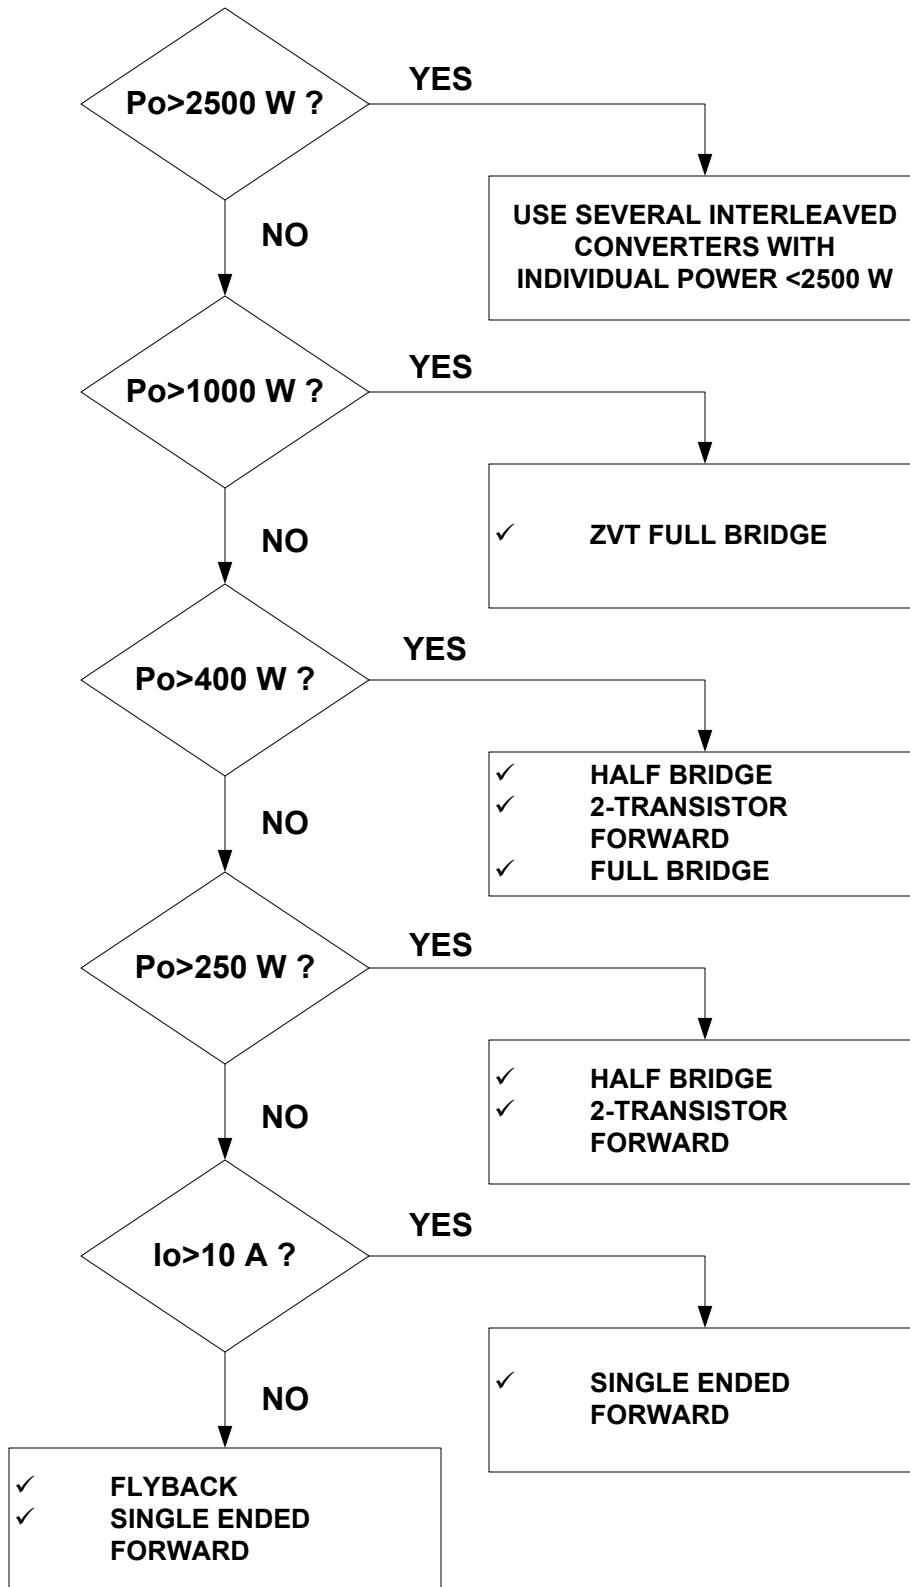 Po>2500 W ?
YES
USE SEVERAL INTERLEAVED
CONVERTERS WITH
INDIVIDUAL POWER <2500 W
NO
Po>1000 W ?
YES
✓ ZVT FULL BRIDGE
NO
Po>400 W ?
YES
✓ HALF BRIDGE
✓ 2-TRANSISTOR
FORWARD
✓ FULL BRIDGE
NO
Po>250 W ?
YES
✓ HALF BRIDGE
✓ 2-TRANSISTOR
FORWARD
NO
Io>10 A ?
YES
✓ SINGLE ENDED
FORWARD
NO
✓ FLYBACK
✓ SINGLE ENDED
FORWARD